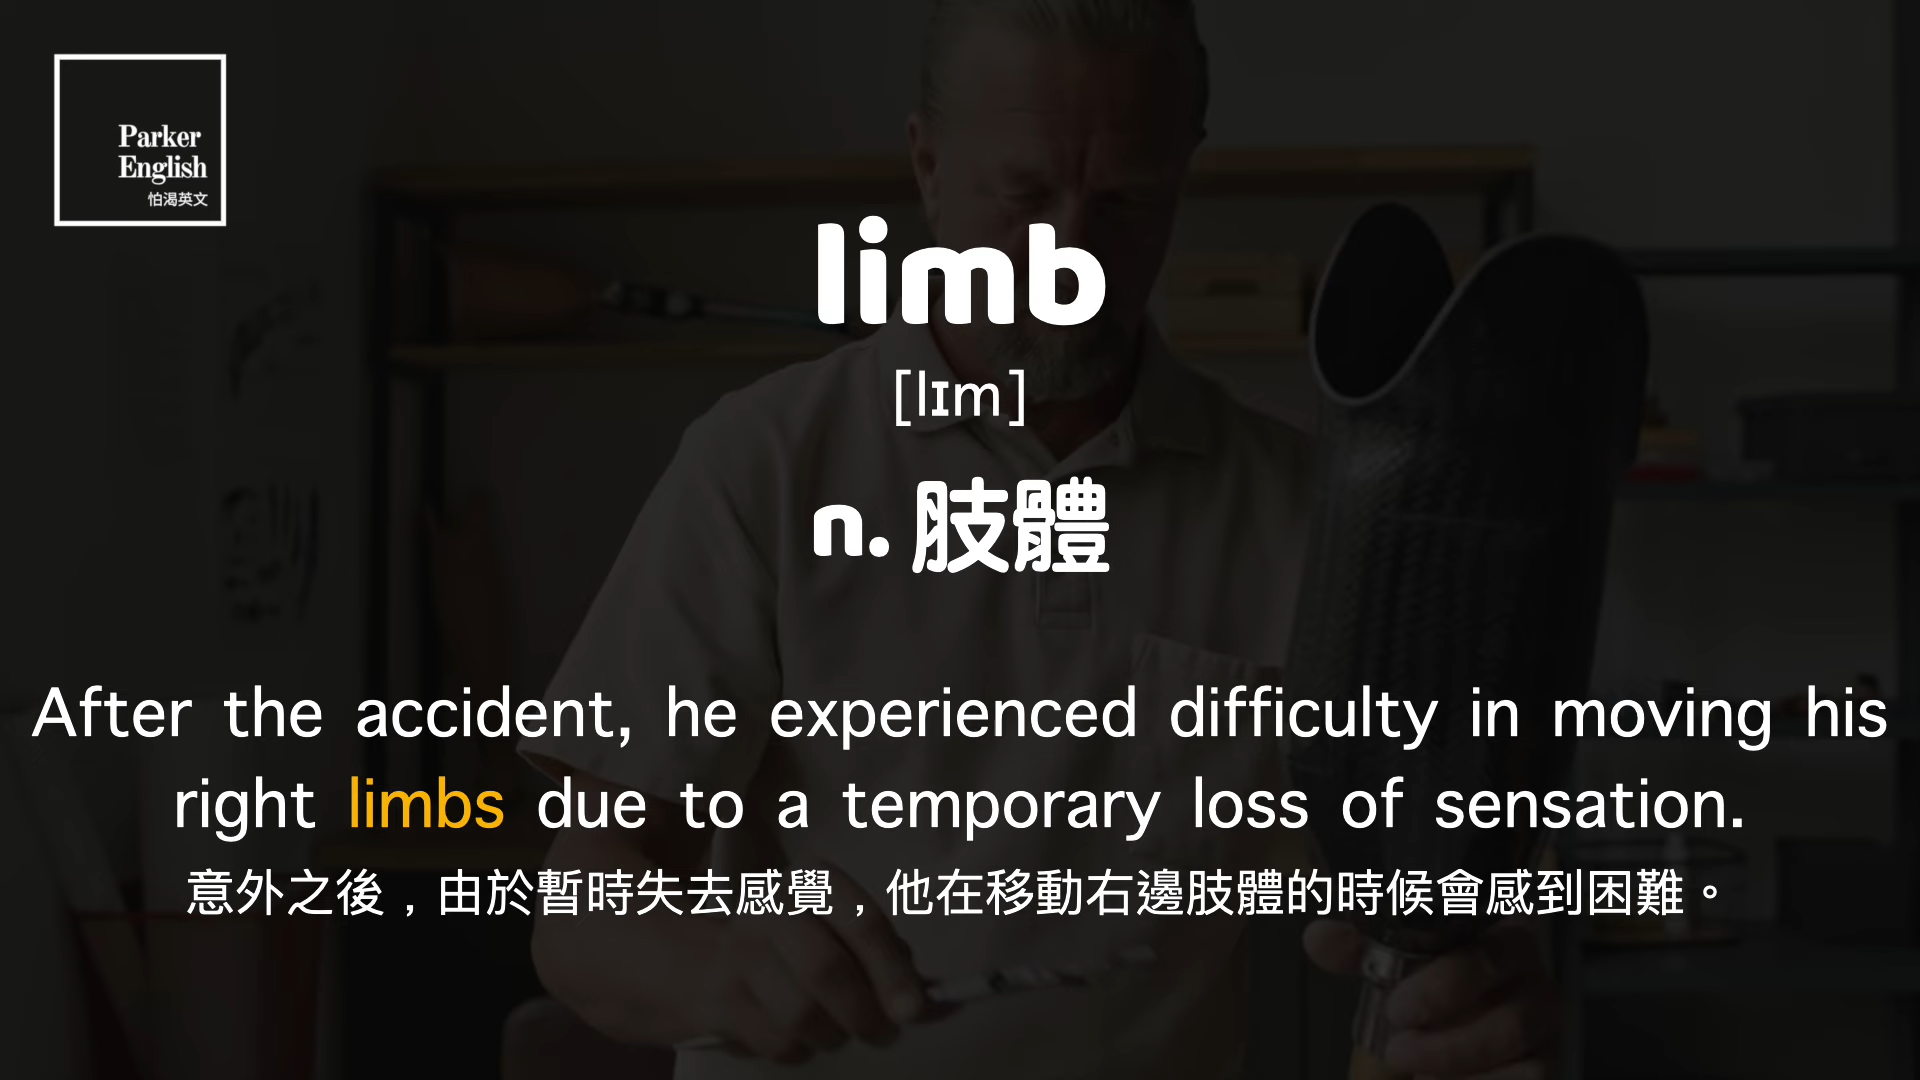 Parker
English
怕渴英文
limb
[lɪm]
n. 肢體
After the accident, he experienced difficulty in moving his
right limbs due to a temporary loss of sensation.
意外之後，由於暫時失去感覺，他在移動右邊肢體的時候會感到困難。